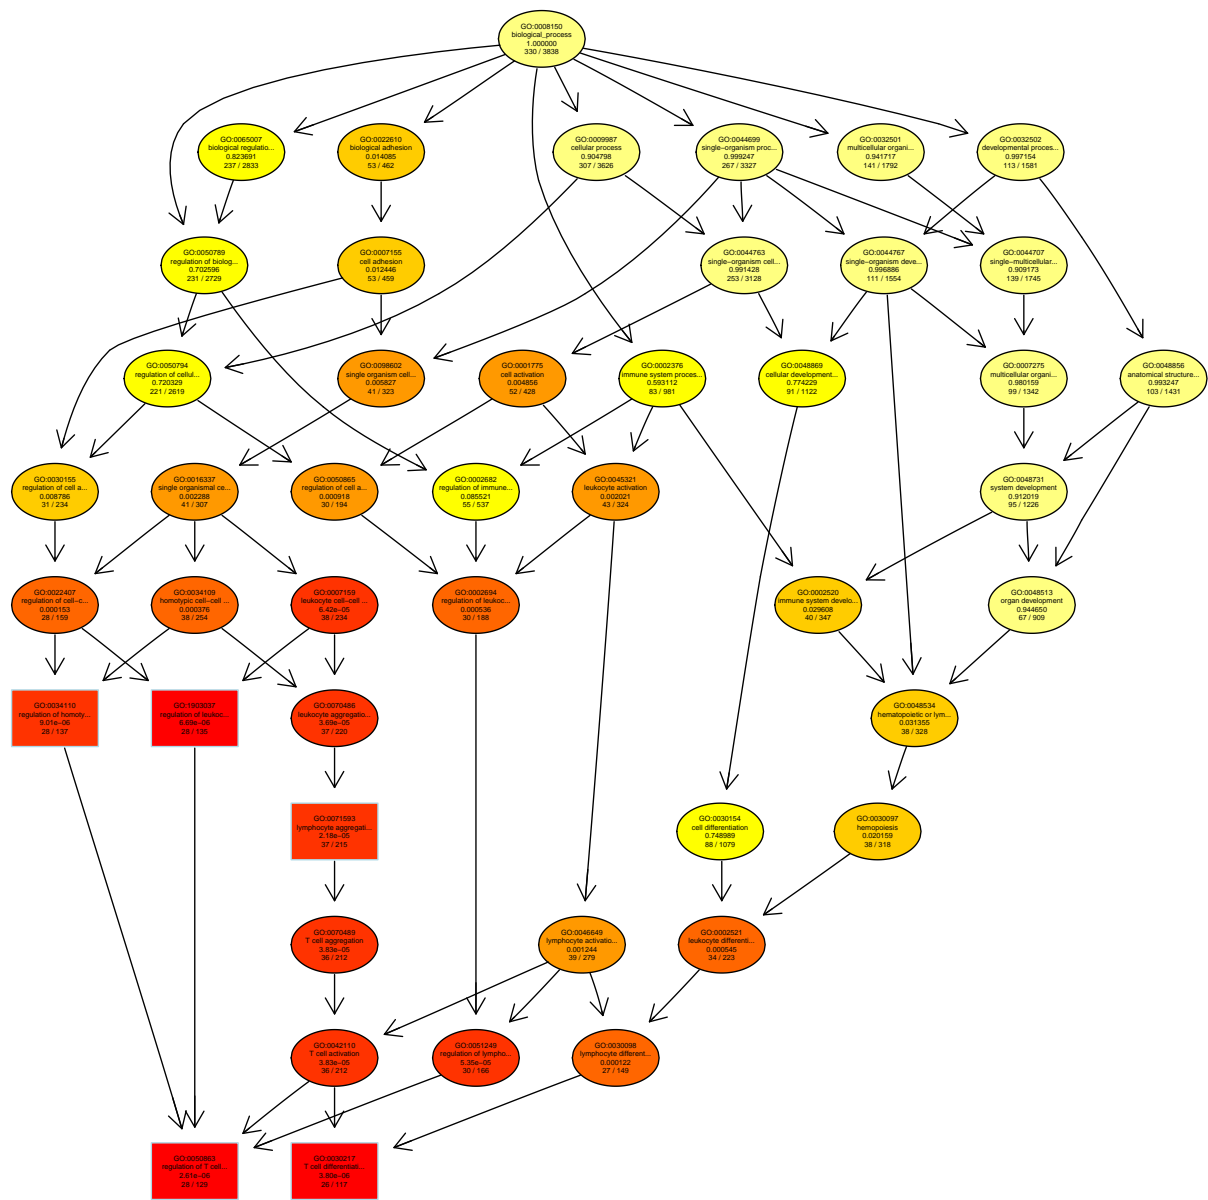 GO:0008150
biological_process
1.000000
330 / 3838
GO:0065007
biological regulatio...
0.823691
237 / 2833
GO:0022610
biological adhesion
0.014085
53 / 462
GO:0009987
cellular process
0.904798
307 / 3626
GO:0044699
single−organism proc...
0.999247
267 / 3327
GO:0032501
multicellular organi...
0.941717
141 / 1792
GO:0032502
developmental proces...
0.997154
113 / 1581
GO:0050789
regulation of biolog...
0.702596
231 / 2729
GO:0007155
cell adhesion
0.012446
53 / 459
GO:0044763
single−organism cell...
0.991428
253 / 3128
GO:0044767
single−organism deve...
0.996886
111 / 1554
GO:0044707
single−multicellular...
0.909173
139 / 1745
GO:0050794
regulation of cellul...
0.720329
221 / 2619
GO:0098602
single organism cell...
0.005827
41 / 323
GO:0001775
cell activation
0.004856
52 / 428
GO:0002376
immune system proces...
0.593112
83 / 981
GO:0048869
cellular development...
0.774229
91 / 1122
GO:0007275
multicellular organi...
0.980159
99 / 1342
GO:0048856
anatomical structure...
0.993247
103 / 1431
GO:0030155
regulation of cell a...
0.008786
31 / 234
GO:0016337
single organismal ce...
0.002288
41 / 307
GO:0050865
regulation of cell a...
0.000918
30 / 194
GO:0002682
regulation of immune...
0.085521
55 / 537
GO:0045321
leukocyte activation
0.002021
43 / 324
GO:0048731
system development
0.912019
95 / 1226
GO:0022407
regulation of cell−c...
0.000153
28 / 159
GO:0034109
homotypic cell−cell ...
0.000376
38 / 254
GO:0007159
leukocyte cell−cell ...
6.42e−05
38 / 234
GO:0002694
regulation of leukoc...
0.000536
30 / 188
GO:0002520
immune system develo...
0.029608
40 / 347
GO:0048513
organ development
0.944650
67 / 909
GO:0034110
regulation of homoty...
9.01e−06
28 / 137
GO:1903037
regulation of leukoc...
6.69e−06
28 / 135
GO:0070486
leukocyte aggregatio...
3.69e−05
37 / 220
GO:0048534
hematopoietic or lym...
0.031355
38 / 328
GO:0071593
lymphocyte aggregati...
2.18e−05
37 / 215
GO:0030154
cell differentiation
0.748989
88 / 1079
GO:0030097
hemopoiesis
0.020159
38 / 318
GO:0070489
T cell aggregation
3.83e−05
36 / 212
GO:0046649
lymphocyte activatio...
0.001244
39 / 279
GO:0002521
leukocyte differenti...
0.000545
34 / 223
GO:0042110
T cell activation
3.83e−05
36 / 212
GO:0051249
regulation of lympho...
5.35e−05
30 / 166
GO:0030098
lymphocyte different...
0.000122
27 / 149
GO:0050863
regulation of T cell...
2.61e−06
28 / 129
GO:0030217
T cell differentiati...
3.80e−06
26 / 117